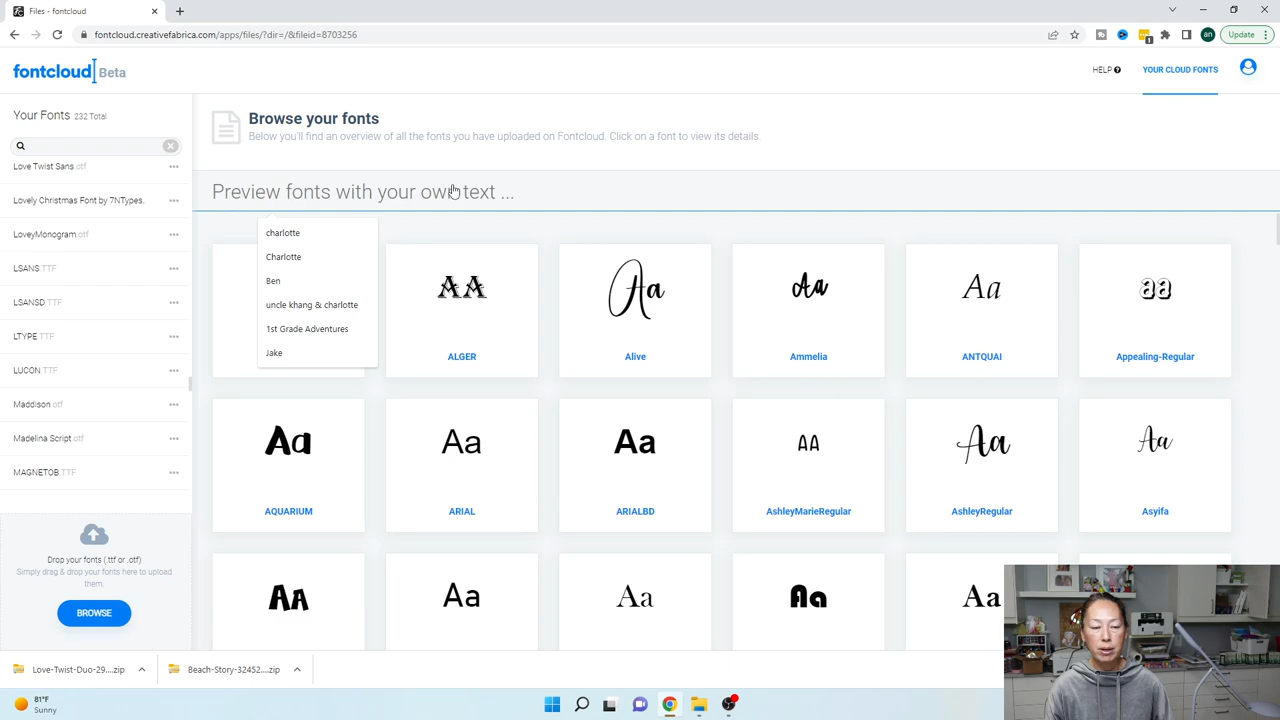 Files - fontcloud
fontcloud.creativefabrica.com/apps/files/?dir=/&fileid=8703256
1
an
Update
fontcloud Beta
HELP ?
YOUR CLOUD FONTS
Your Fonts 232 Total
Browse your fonts
Below you'll find an overview of all the fonts you have uploaded on Fontcloud. Click on a font to view its details.
Preview fonts with your own text ...
Love Twist Sans otf
Lovely Christmas Font by 7NTypes.
LoveyMonogram otf
LSANS TTF
LSANSD TTF
LTYPE TTF
LUCON TTF
Maddison otf
Madelina Script otf
MAGNETOB TTF
charlotte
Charlotte
Ben
uncle khang & charlotte
1st Grade Adventures
Jake
AA
Aa
Aa
Aa
aa
ALGER
Alive
Ammelia
ANTQUAI
Appealing-Regular
Aa
Aa
Aa
AA
Aa
Aa
AQUARIUM
ARIAL
ARIALBD
AshleyMarieRegular
AshleyRegular
Asyifa
AA
Aa
Aa
Aa
Aa
Drop your fonts (.ttf or .otf)
Simply drag & drop your fonts here to upload
them.
BROWSE
Love-Twist-Duo-29....zip
Beach-Story-32452....zip
81°F
Sunny